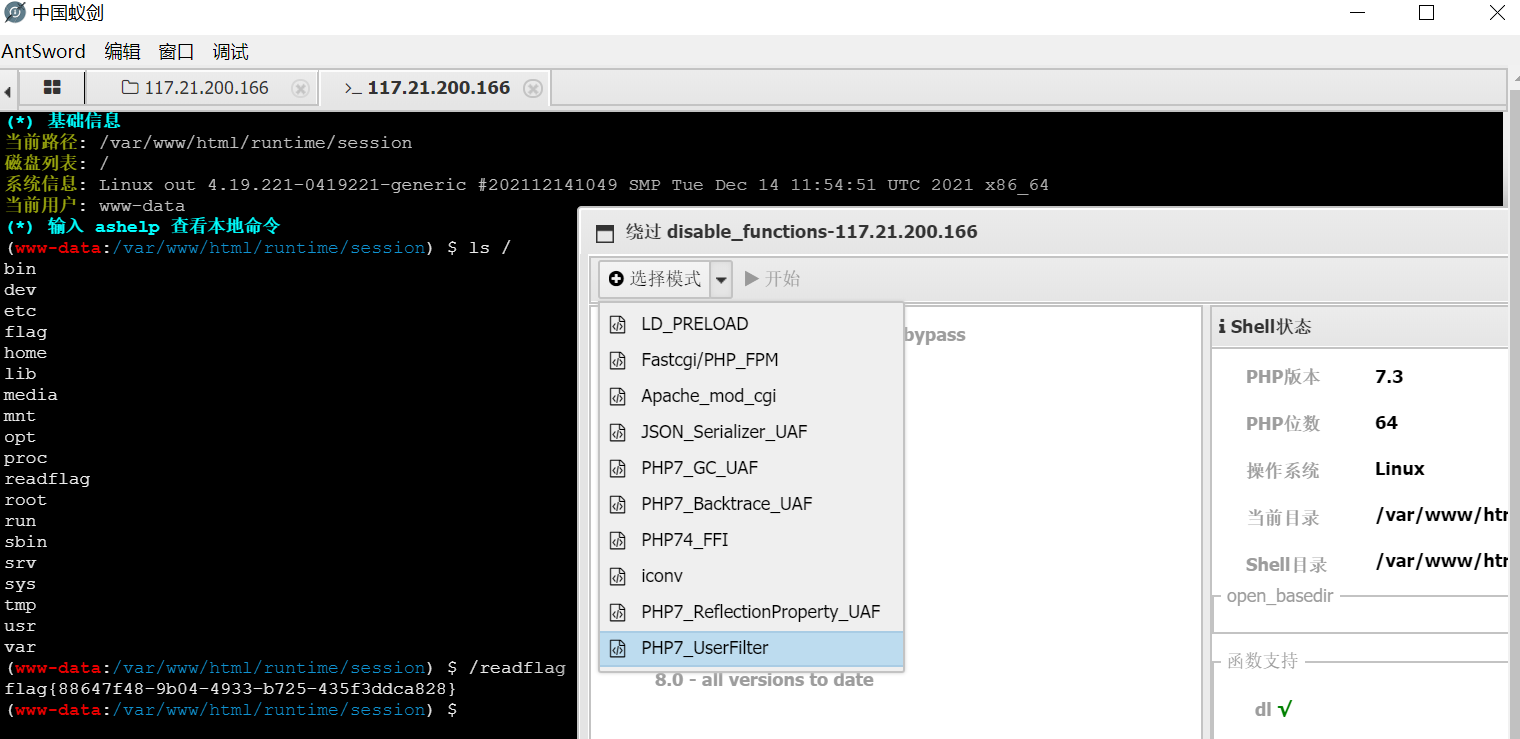 中国蚁剑
AntSword 编辑 窗口 调试
117.21.200.166
>_ 117.21.200.166
(*) 基础信息
当前路径: /var/www/html/runtime/session
磁盘列表: /
系统信息: Linux out 4.19.221-0419221-generic #202112141049 SMP Tue Dec 14 11:54:51 UTC 2021 x86_64
当前用户: www-data
(*) 输入 ashelp 查看本地命令
(www-data:/var/www/html/runtime/session) $ ls /
bin
dev
etc
flag
home
lib
media
mnt
opt
proc
readflag
root
run
sbin
srv
sys
tmp
usr
var
(www-data:/var/www/html/runtime/session) $ /readflag
flag{88647f48-9b04-4933-b725-435f3ddca828}
(www-data:/var/www/html/runtime/session) $
绕过 disable_functions-117.21.200.166
选择模式 开始
LD_PRELOAD
Fastcgi/PHP_FPM
Apache_mod_cgi
JSON_Serializer_UAF
PHP7_GC_UAF
PHP7_Backtrace_UAF
PHP74_FFI
iconv
PHP7_ReflectionProperty_UAF
PHP7_UserFilter
bypass
8.0 - all versions to date
Shell状态
PHP版本 7.3
PHP位数 64
操作系统 Linux
当前目录 /var/www/htr
Shell目录 /var/www/htr
open_basedir
函数支持
dl √